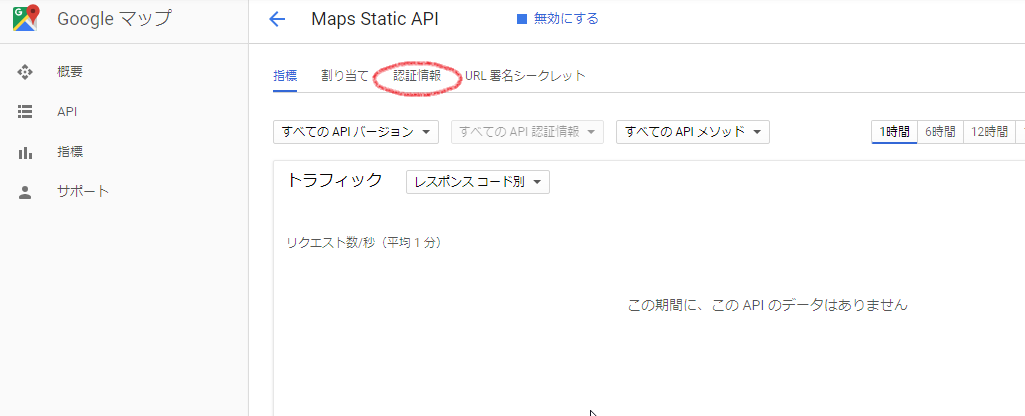 Google マップ
Maps Static API
無効にする
概要
API
指標
サポート
指標 割り当て 認証情報 URL 署名シークレット
すべての API バージョン すべての API 認証情報 すべての API メソッド
1時間 6時間 12時間
トラフィック レスポンス コード別
リクエスト数/秒（平均 1 分）
この期間に、この API のデータはありません